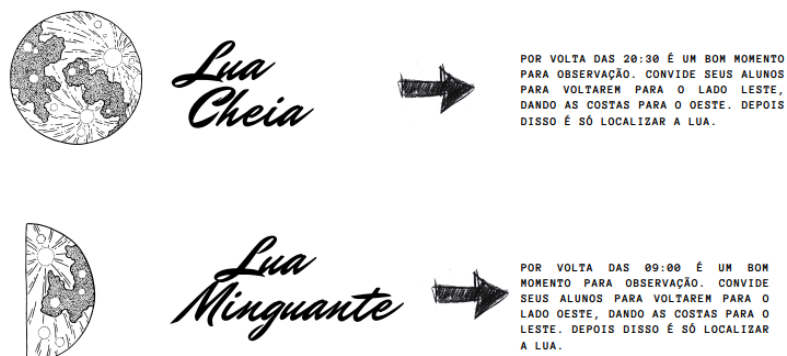 Lua
Cheia
POR VOLTA DAS 20:30 É UM BOM MOMENTO
PARA OBSERVAÇÃO. CONVIDE SEUS ALUNOS
PARA VOLTAREM PARA O LADO LESTE,
DANDO AS COSTAS PARA O OESTE. DEPOIS
DISSO É SÓ LOCALIZAR A LUA.
Lua
Minguante
POR VOLTA DAS 09:00 É UM BOM
MOMENTO PARA OBSERVAÇÃO. CONVIDE
SEUS ALUNOS PARA VOLTAREM PARA O
LADO OESTE, DANDO AS COSTAS PARA O
LESTE. DEPOIS DISSO É SÓ LOCALIZAR
A LUA.